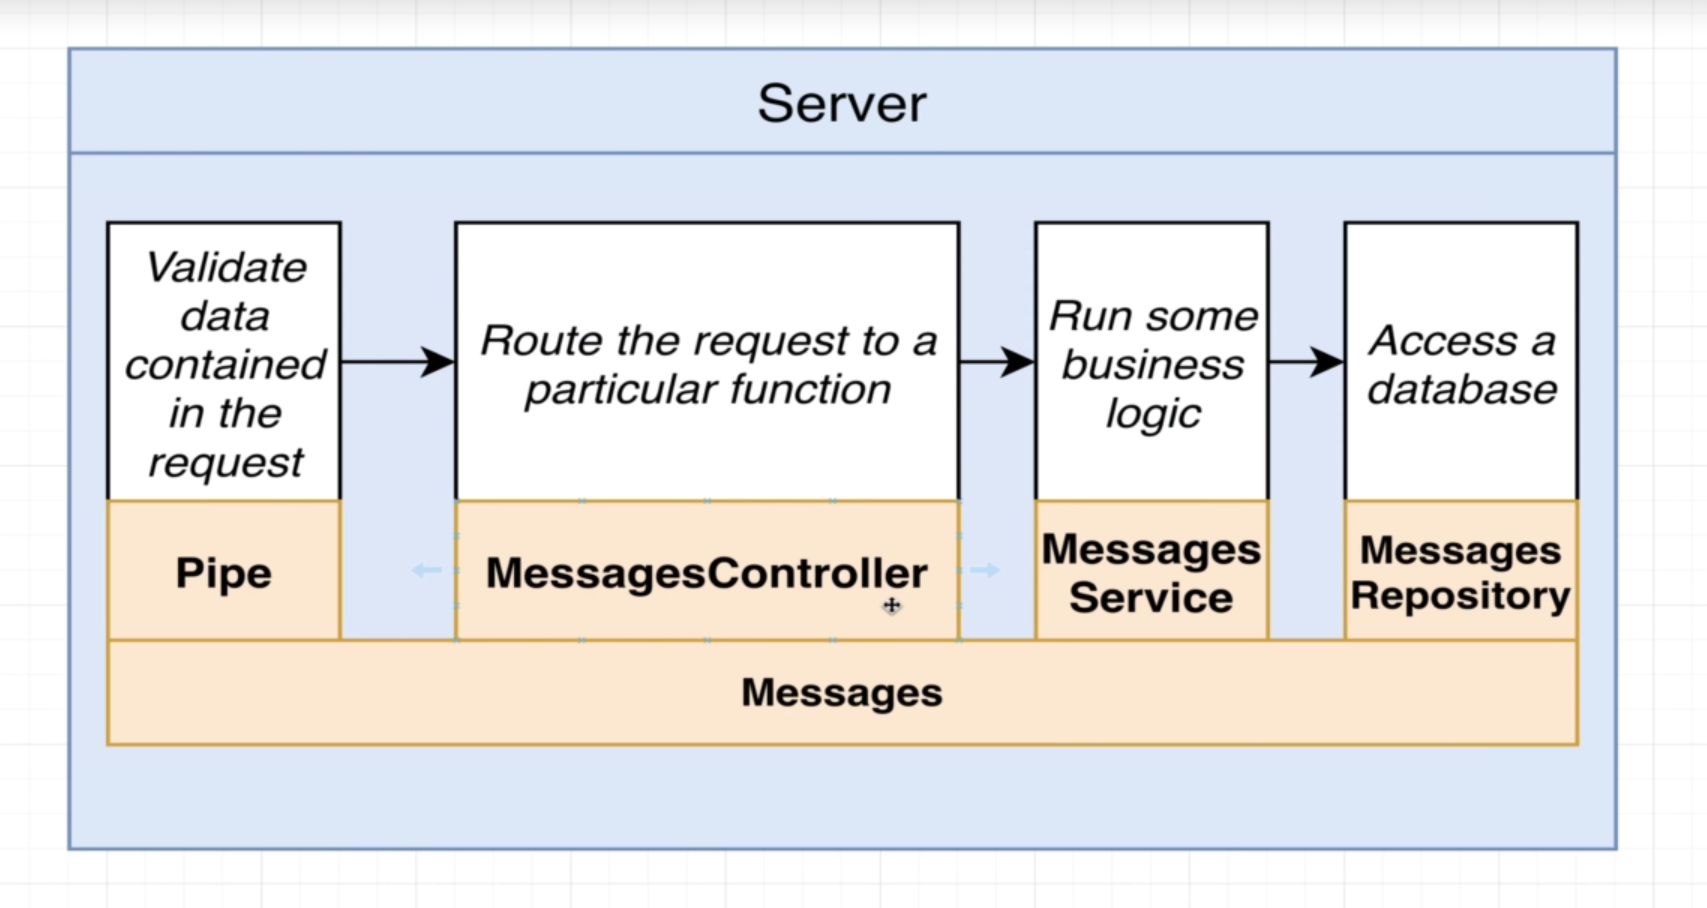 Server
Validate
data
contained
in the
request
Route the request to a
particular function
Run some
business
logic
Access a
database
Pipe
MessagesController
Messages
Service
Messages
Repository
Messages